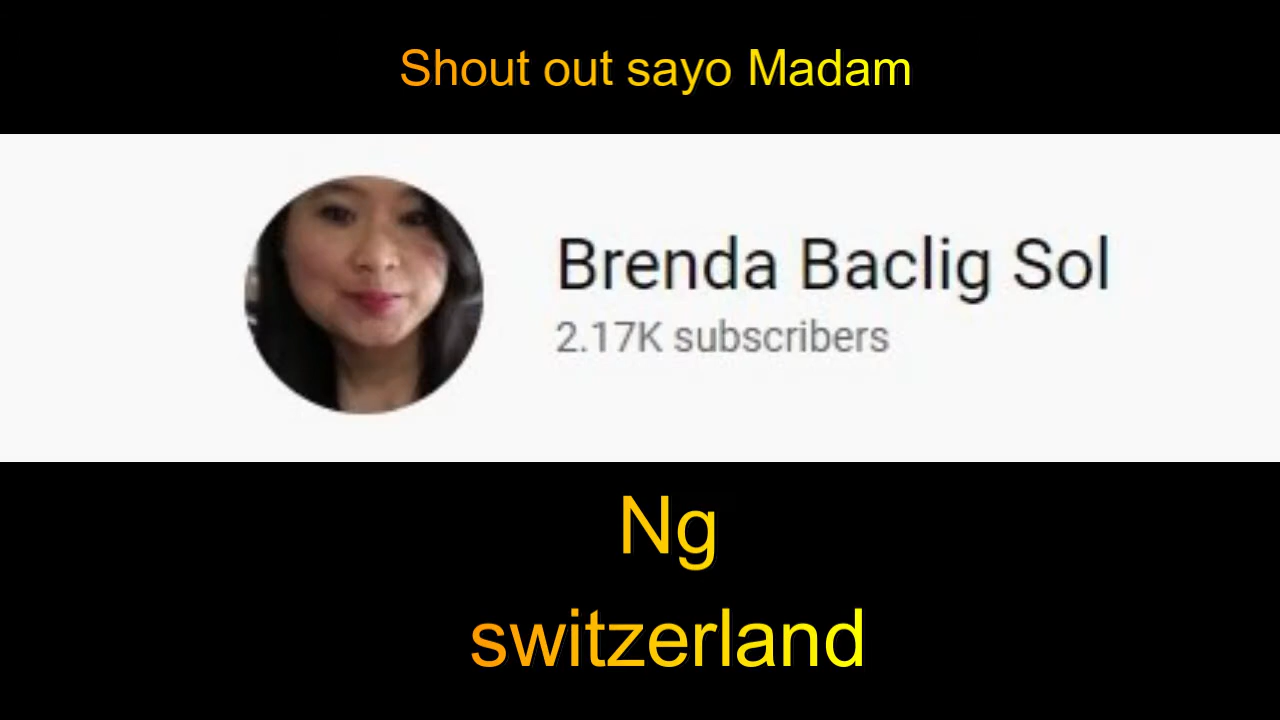 Shout out sayo Madam
Brenda Baclig Sol
2.17K subscribers
Ng
switzerland